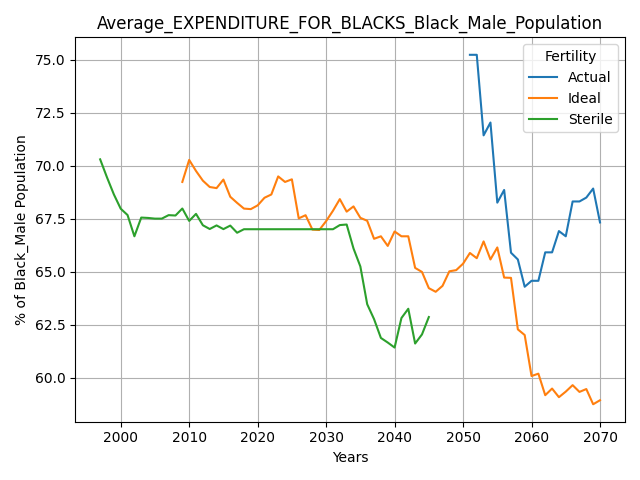 Average_EXPENDITURE_FOR_BLACKS_Black_Male_Population
Fertility
Actual
Ideal
Sterile
% of Black_Male Population
75.0
72.5
70.0
67.5
65.0
62.5
60.0
2000 2010 2020 2030 2040 2050 2060 2070
Years